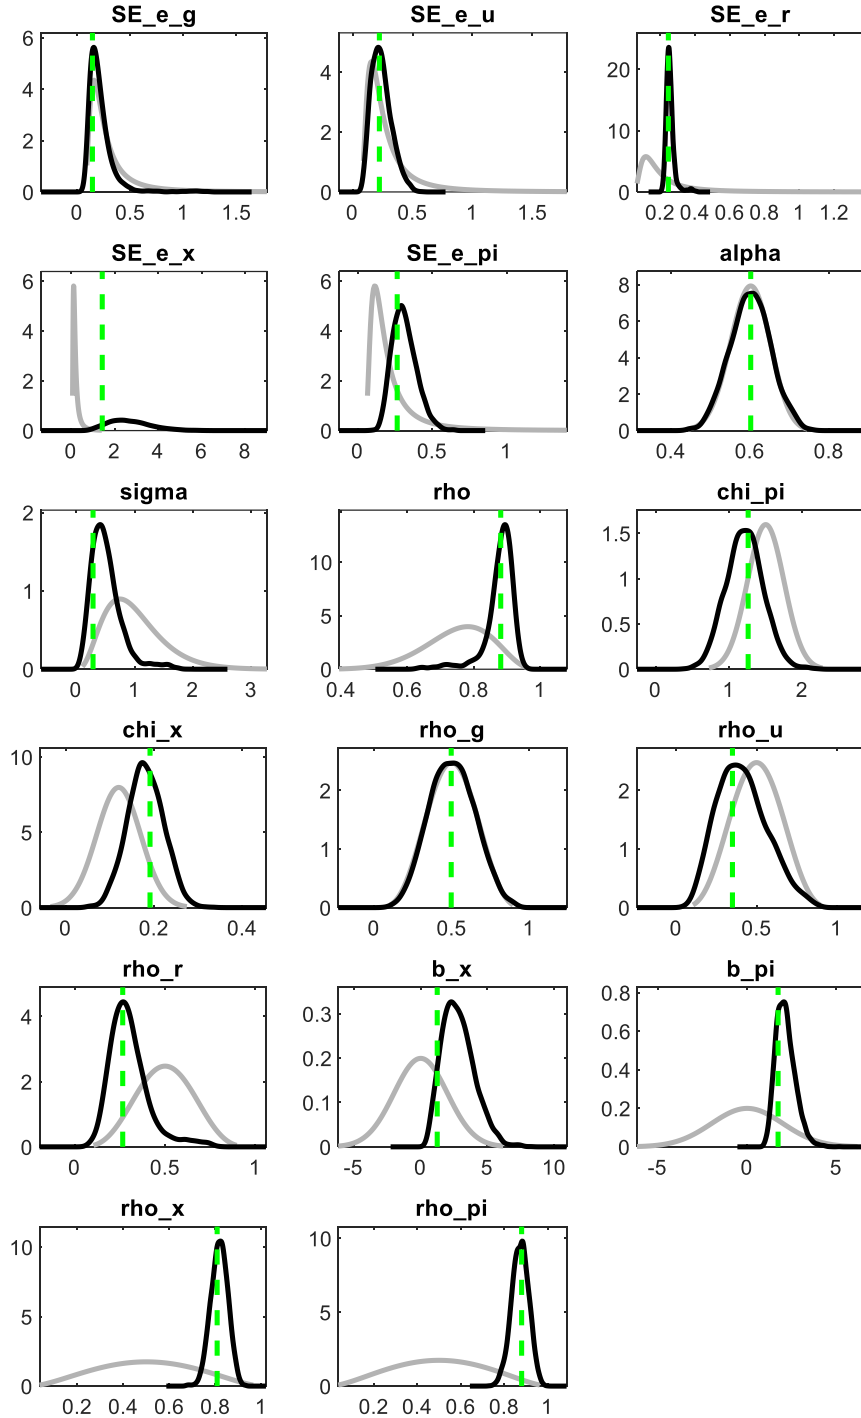 SE_e_g SE_e_u SE_e_r
6 4 2 0
0 0.5 1 1.5
4 2 0
0 0.5 1 1.5
20 10 0
0.2 0.4 0.6 0.8 1 1.2
SE_e_x SE_e_pi alpha
6 4 2 0
0 2 4 6 8
6 4 2 0
0 0.5 1
8 6 4 2 0
0.4 0.6 0.8
sigma rho chi_pi
2 1 0
0 1 2 3
10 5 0
0.4 0.6 0.8 1
1.5 1 0.5 0
0 1 2
chi_x rho_g rho_u
10 5 0
0 0.2 0.4
2 1 0
0 0.5 1
2 1 0
0 0.5 1
rho_r b_x b_pi
4 2 0
0 0.5 1
0.3 0.2 0.1 0
-5 0 5 10
0.8 0.6 0.4 0.2 0
-5 0 5
rho_x rho_pi
10 5 0
0.2 0.4 0.6 0.8 1
10 5 0
0.2 0.4 0.6 0.8 1